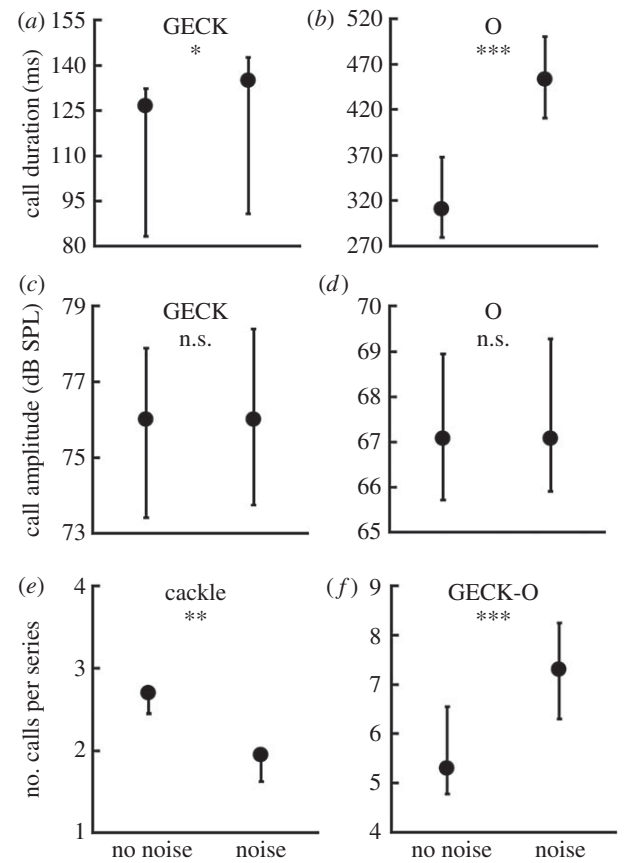 (a)
GECK
*
155
140
125
110
95
80
call duration (ms)
(b)
O
***
520
470
420
370
320
270
(c)
GECK
n.s.
79
77
75
73
call amplitude (dB SPL)
(d)
O
n.s.
70
69
68
67
66
65
(e)
cackle
**
4
3
2
1
no. calls per series
no noise noise
(f)
GECK-O
***
9
8
7
6
5
4
no noise noise